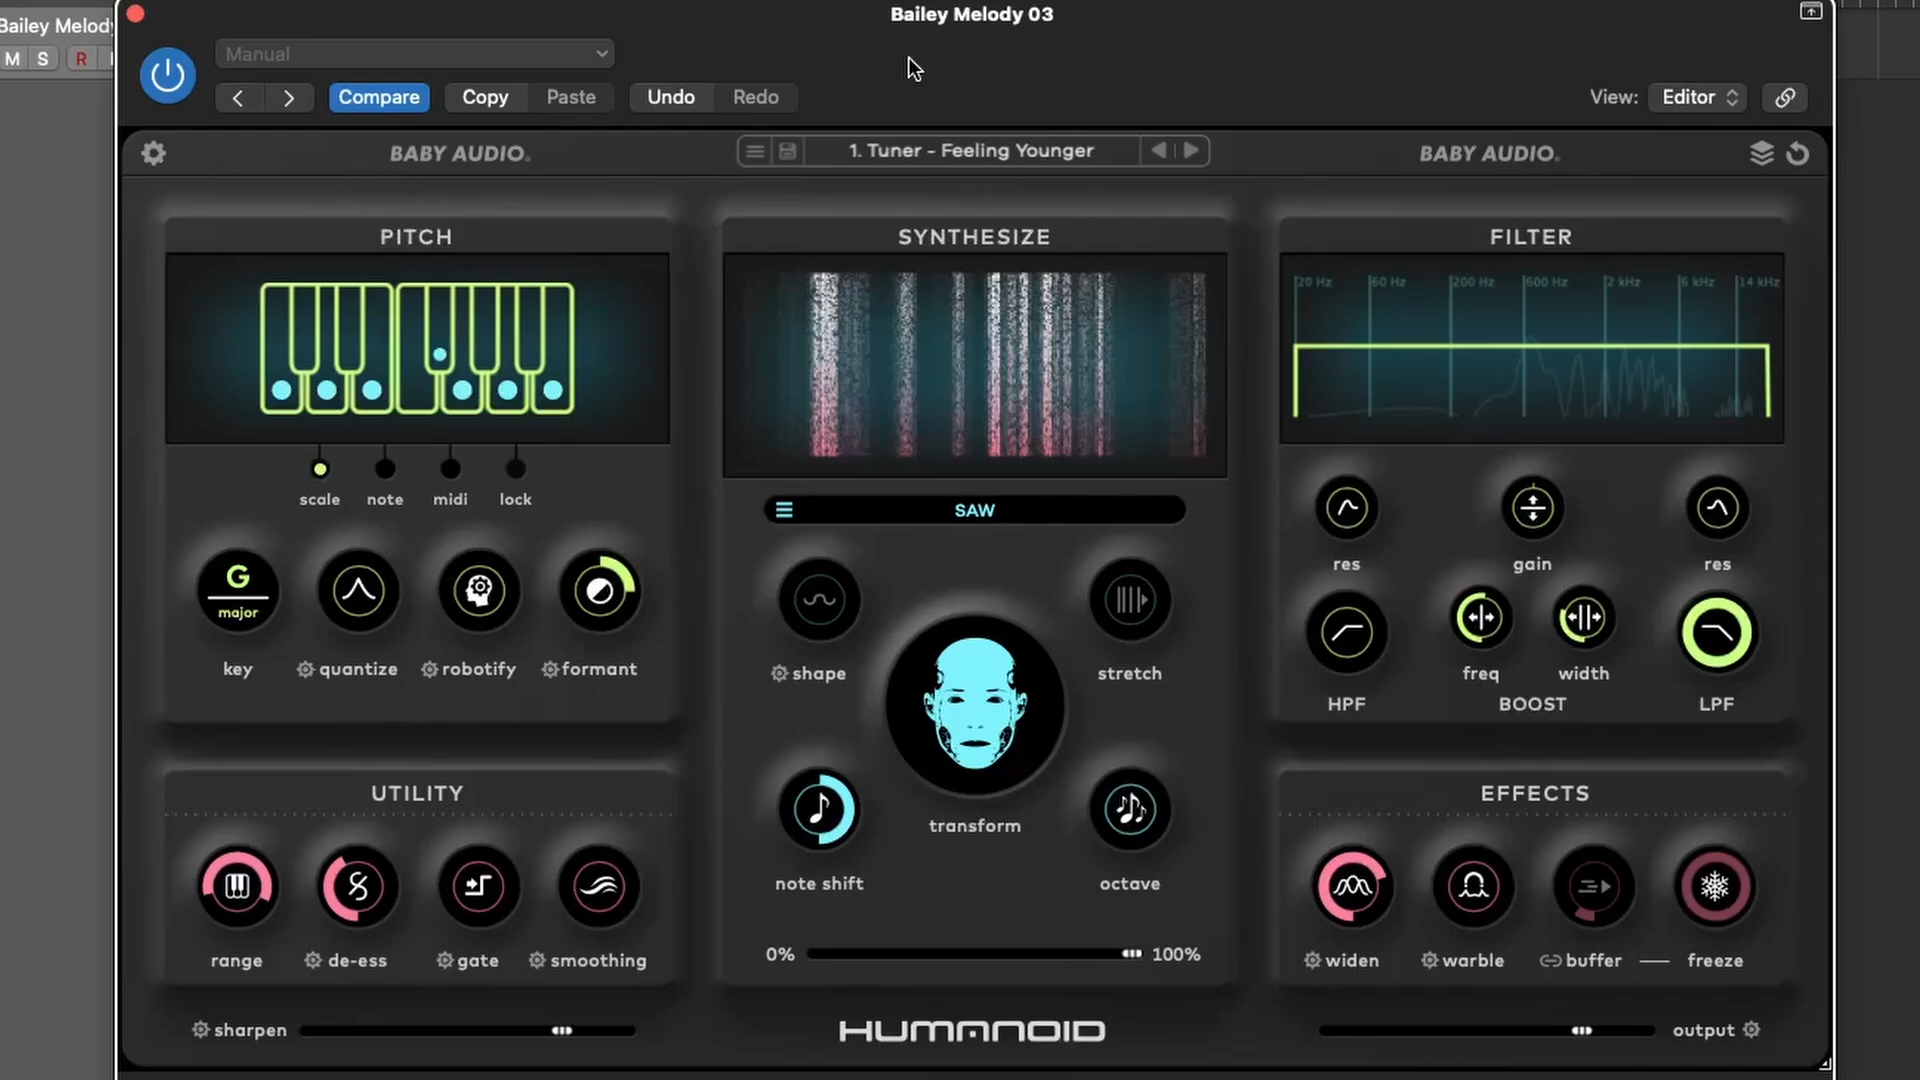 Bailey Melody 03
Bailey Melody
M S R
Manual
Compare Copy Paste Undo Redo
View: Editor
BABY AUDIO.
1. Tuner - Feeling Younger
BABY AUDIO.
PITCH
scale note midi lock
G
major
key quantize robotify formant
UTILITY
range de-ess gate smoothing
sharpen
SYNTHESIZE
SAW
shape stretch
transform
note shift octave
0% 100%
HUMANOID
FILTER
20 Hz 60 Hz 200 Hz 600 Hz 2 kHz 6 kHz 14 kHz
res gain res
freq width
HPF BOOST LPF
EFFECTS
widen warble buffer freeze
output